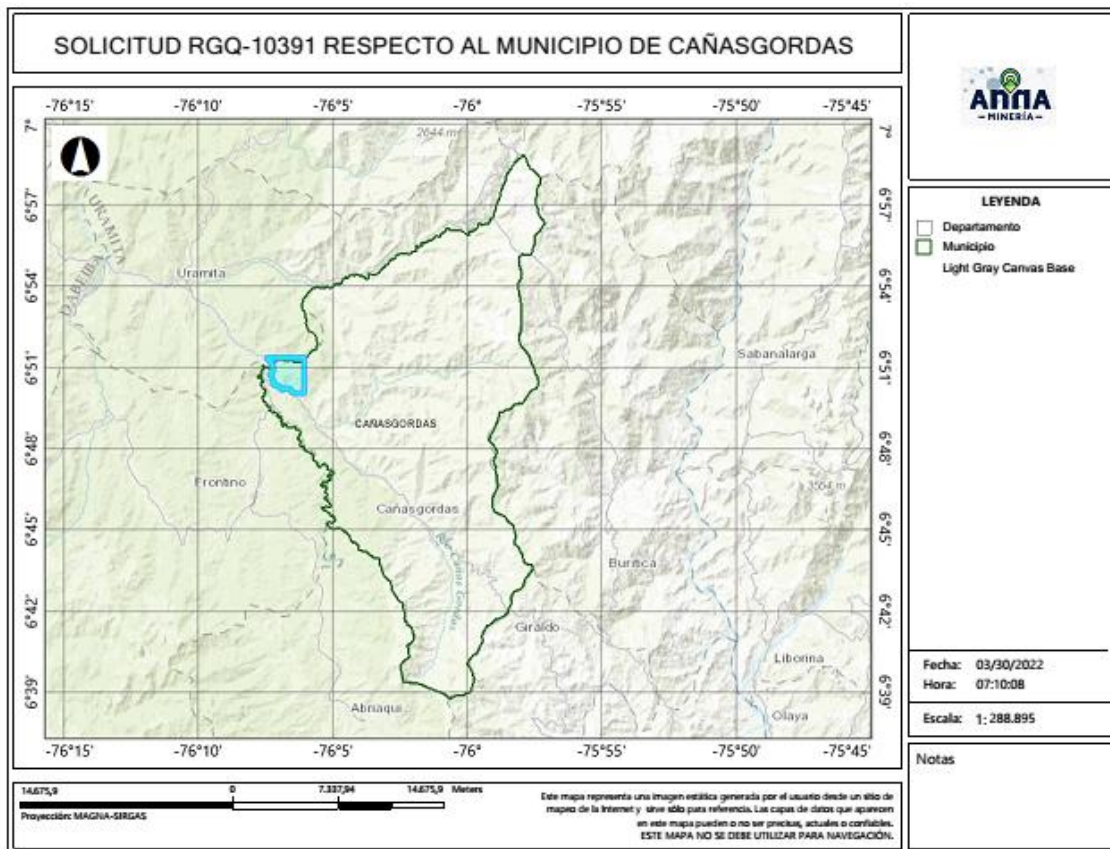 SOLICITUD RGQ-10391 RESPECTO AL MUNICIPIO DE CAÑASGORDAS
-76°15' -76°10' -76°5' -76° -75°55' -75°50' -75°45'
7° 7°
2644 m
6°57' 6°57'
URAMITA
DABEIBA
Uramita
6°54' 6°54'
6°51' 6°51'
Sabanalarga
CAÑASGORDAS
6°48' 6°48'
Frontino
3554 m
Cañasgordas
6°45' 6°45'
Buriticá
6°42' 6°42'
Giraldo
Liborina
6°39' 6°39'
Abriaquí
Olaya
-76°15' -76°10' -76°5' -76° -75°55' -75°50' -75°45'
14.675,9 0 7.337,94 14.675,9 Meters
Proyección: MAGNA-SIRGAS
Este mapa representa una imagen estática generada por el usuario desde un sitio de
mapeo de la Internet y sirve sólo para referencia. Las capas de datos que aparecen
en este mapa pueden o no ser precisas, actuales o confiables.
ESTE MAPA NO SE DEBE UTILIZAR PARA NAVEGACIÓN.
ANNA
MINERÍA
LEYENDA
Departamento
Municipio
Light Gray Canvas Base
Fecha: 03/30/2022
Hora: 07:10:08
Escala: 1: 288.895
Notas